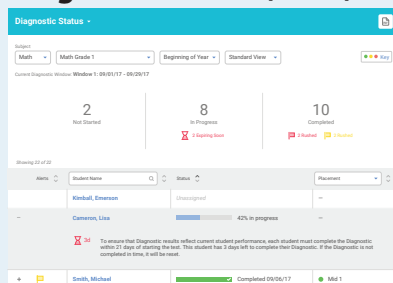 Diagnostic Status
Subject
Math
Math Grade 1
Beginning of Year
Standard View
Key
Current Diagnostic Window: Window 1: 09/01/17 - 09/29/17
2
Not Started
8
In Progress
3 Expiring Soon
10
Completed
2 Rushed
2 Rushed
Showing 22 of 22
Alerts
Student Name
Status
Placement
Kimball, Emerson
Unassigned
—
–
Cameron, Lisa
42% in progress
—
3d
To ensure that Diagnostic results reflect current student performance, each student must complete the Diagnostic
within 21 days of starting the test. This student has 3 days left to complete their Diagnostic. If the Diagnostic is not
completed in time, it will be reset.
+
Smith, Michael
Completed 09/06/17
Mid 1